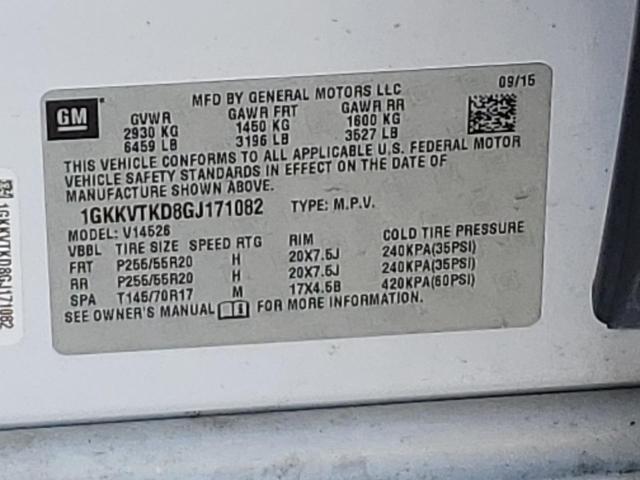 GM
MFD BY GENERAL MOTORS LLC
09/15
GVWR GAWR FRT GAWR RR
2930 KG 1450 KG 1600 KG
6459 LB 3196 LB 3527 LB
THIS VEHICLE CONFORMS TO ALL APPLICABLE U.S. FEDERAL MOTOR
VEHICLE SAFETY STANDARDS IN EFFECT ON THE DATE OF
MANUFACTURE SHOWN ABOVE.
1GKKVTKD8GJ171082 TYPE: M.P.V.
MODEL: V14526
VBBL TIRE SIZE SPEED RTG RIM COLD TIRE PRESSURE
FRT P255/55R20 H 20X7.5J 240KPA(35PSI)
RR P255/55R20 H 20X7.5J 240KPA(35PSI)
SPA T145/70R17 M 17X4.5B 420KPA(60PSI)
SEE OWNER'S MANUAL FOR MORE INFORMATION.
1GKKVTKD8GJ171082